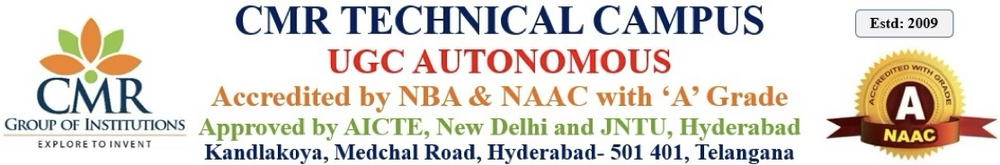 CMR
GROUP OF INSTITUTIONS
EXPLORE TO INVENT
CMR TECHNICAL CAMPUS
UGC AUTONOMOUS
Accredited by NBA & NAAC with ‘A’ Grade
Approved by AICTE, New Delhi and JNTU, Hyderabad
Kandlakoya, Medchal Road, Hyderabad- 501 401, Telangana
Estd: 2009
ACCREDITED WITH GRADE
A
NAAC